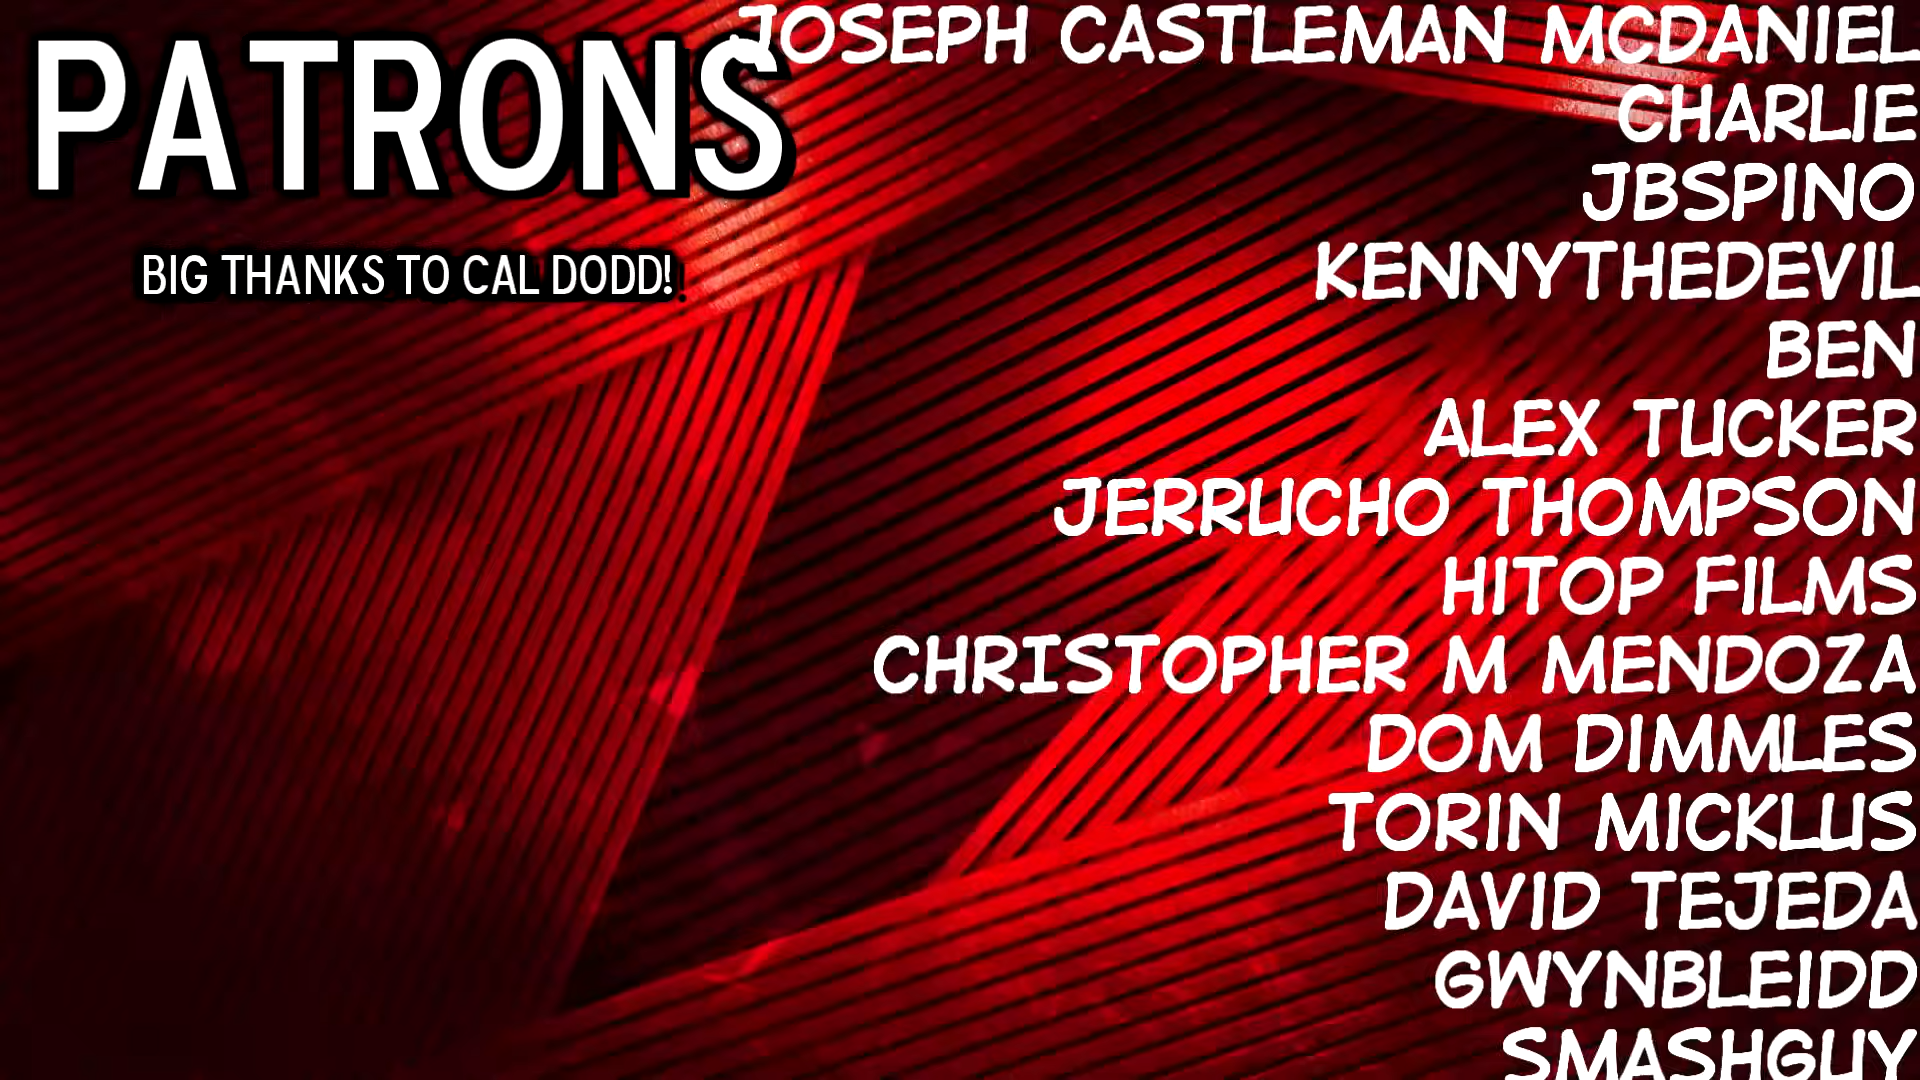 PATRONS
BIG THANKS TO CAL DODD!
JOSEPH CASTLEMAN MCDANIEL
CHARLIE
JBSPINO
KENNYTHEDEVIL
BEN
ALEX TUCKER
JERRUCHO THOMPSON
HITOP FILMS
CHRISTOPHER M MENDOZA
DOM DIMMLES
TORIN MICKLUS
DAVID TEJEDA
GWYNBLEIDD
SMASHGUY